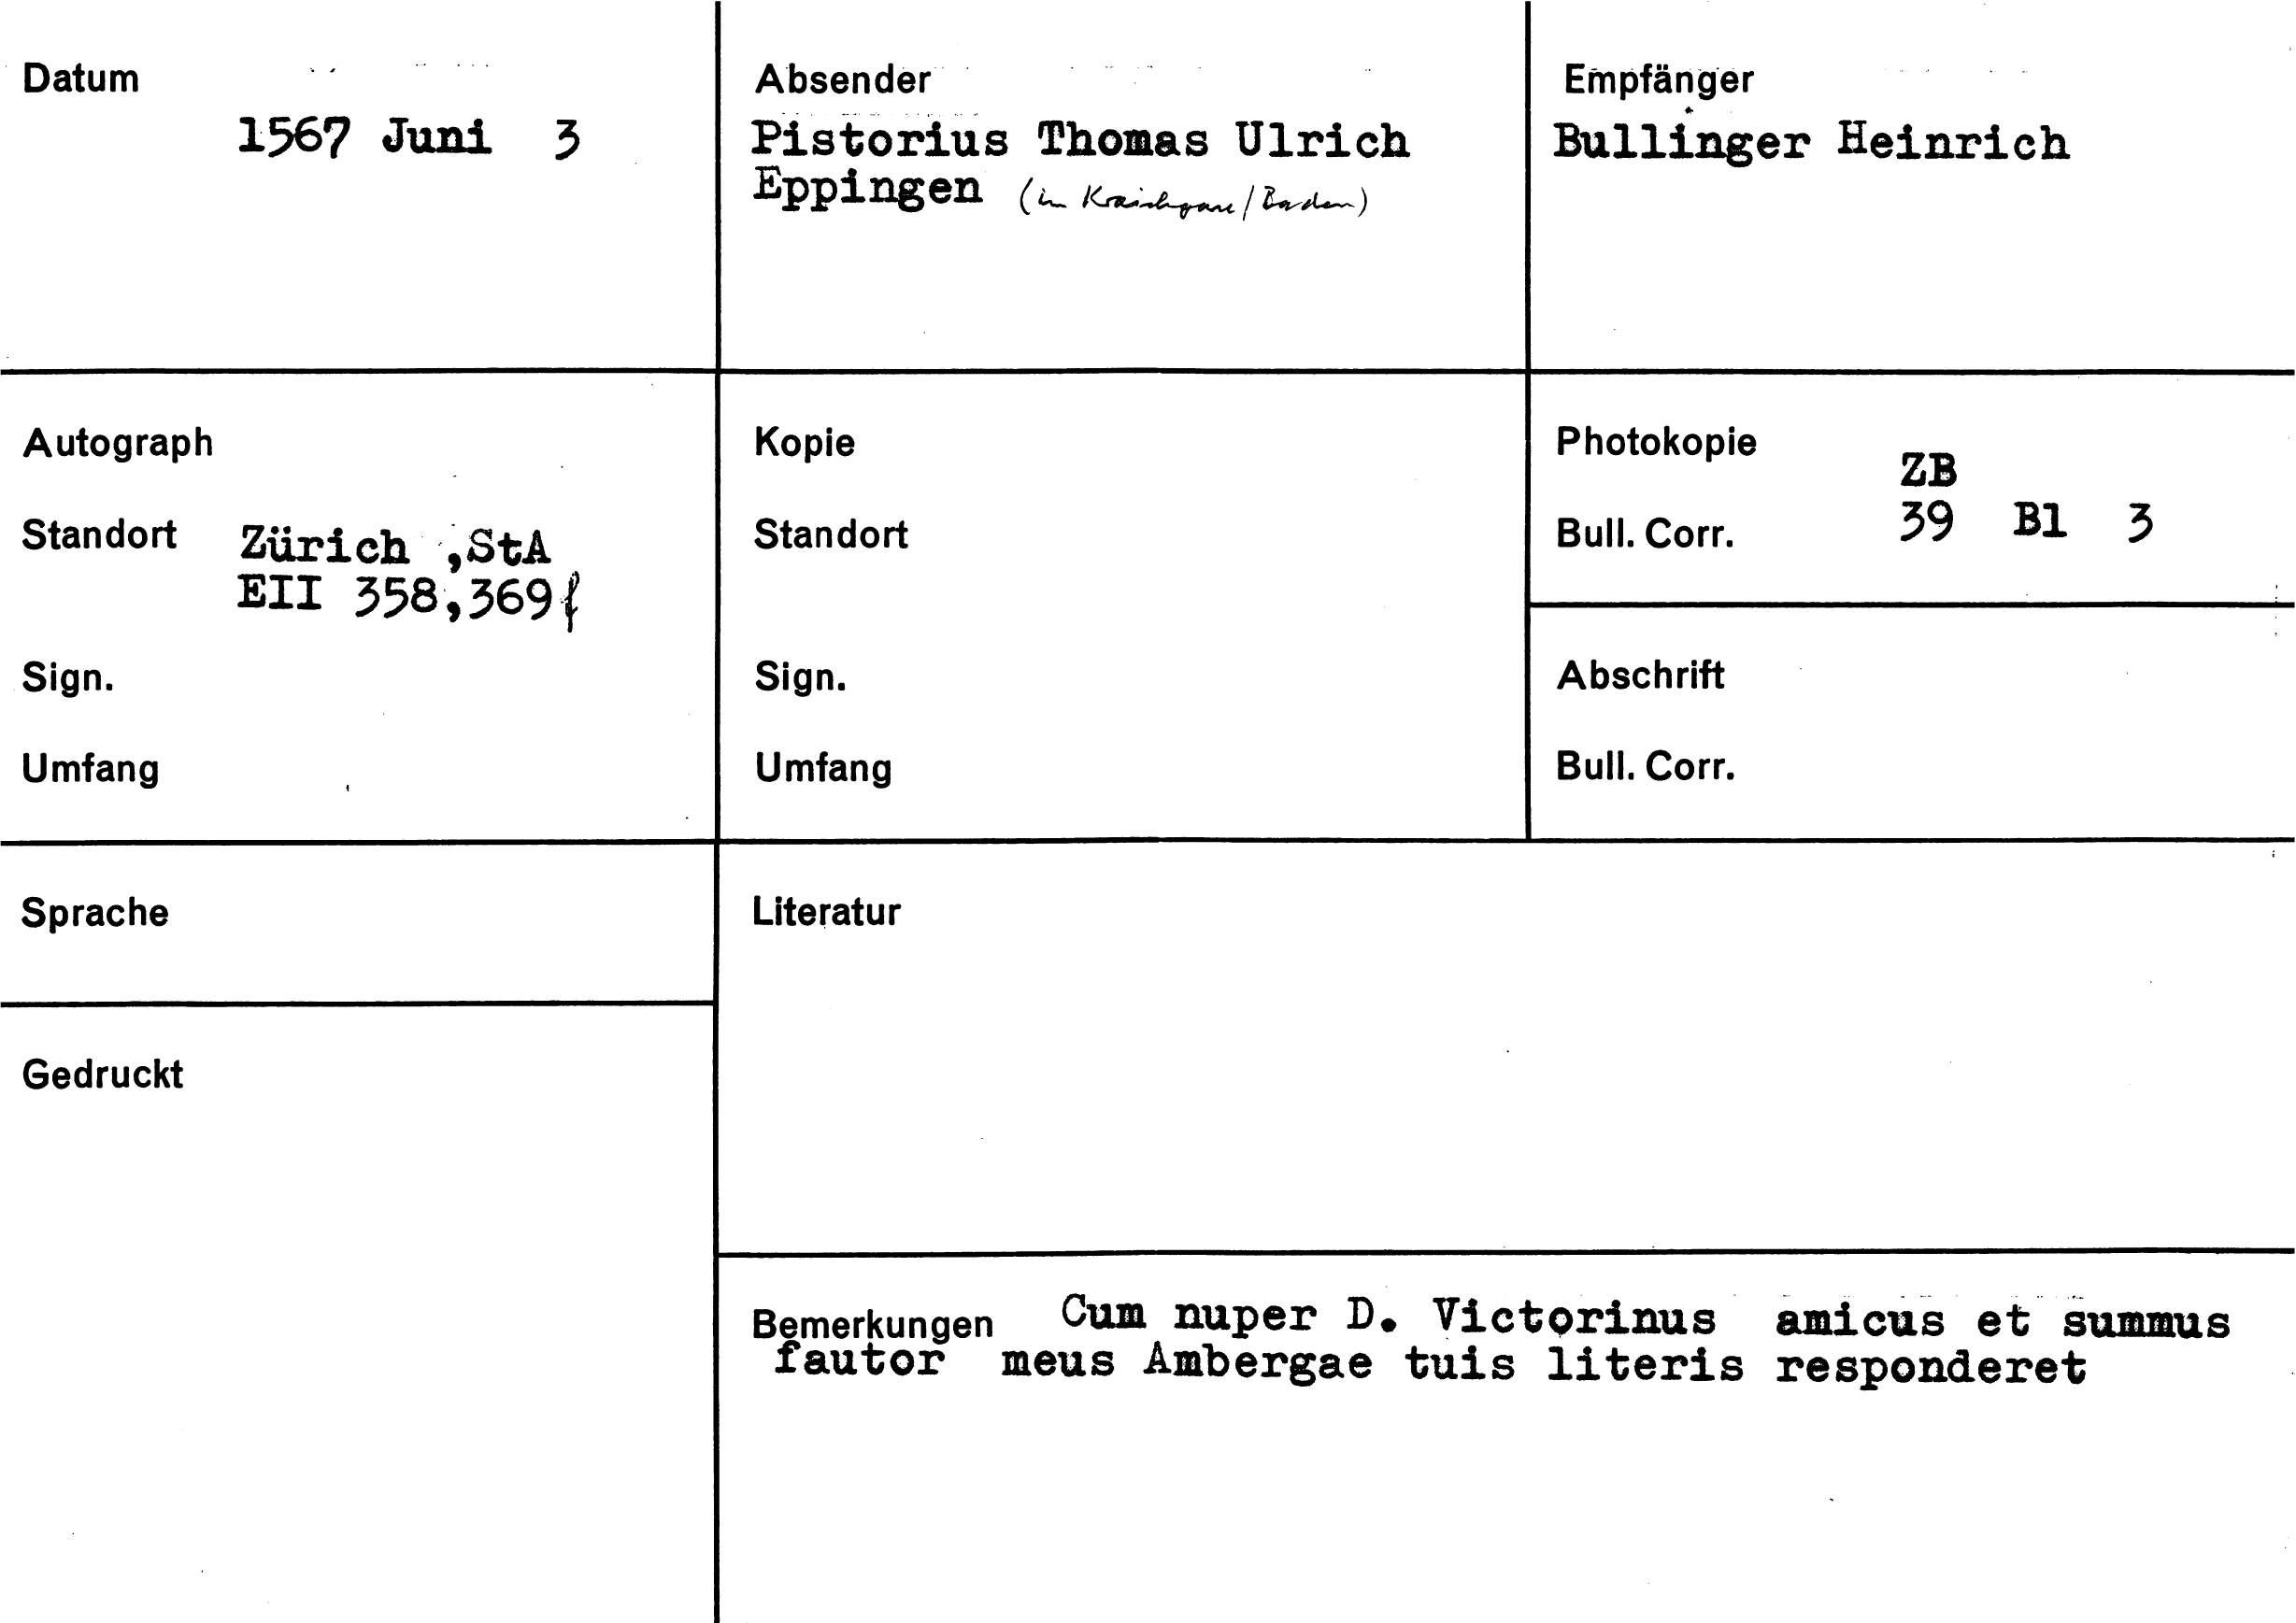 Datum
1567 Juni 3
Absender
Pistorius Thomas Ulrich
Eppingen (in Kraichgau/Baden)
Empfänger
Bullinger Heinrich
Autograph
Standort Zürich ,StA
EII 358,369f
Sign.
Umfang
Kopie
Standort
Sign.
Umfang
Photokopie ZB
Bull. Corr. 39 Bl 3
Abschrift
Bull. Corr.
Sprache
Literatur
Gedruckt
Bemerkungen Cum nuper D. Victorinus amicus et summus
fautor meus Ambergae tuis literis responderet